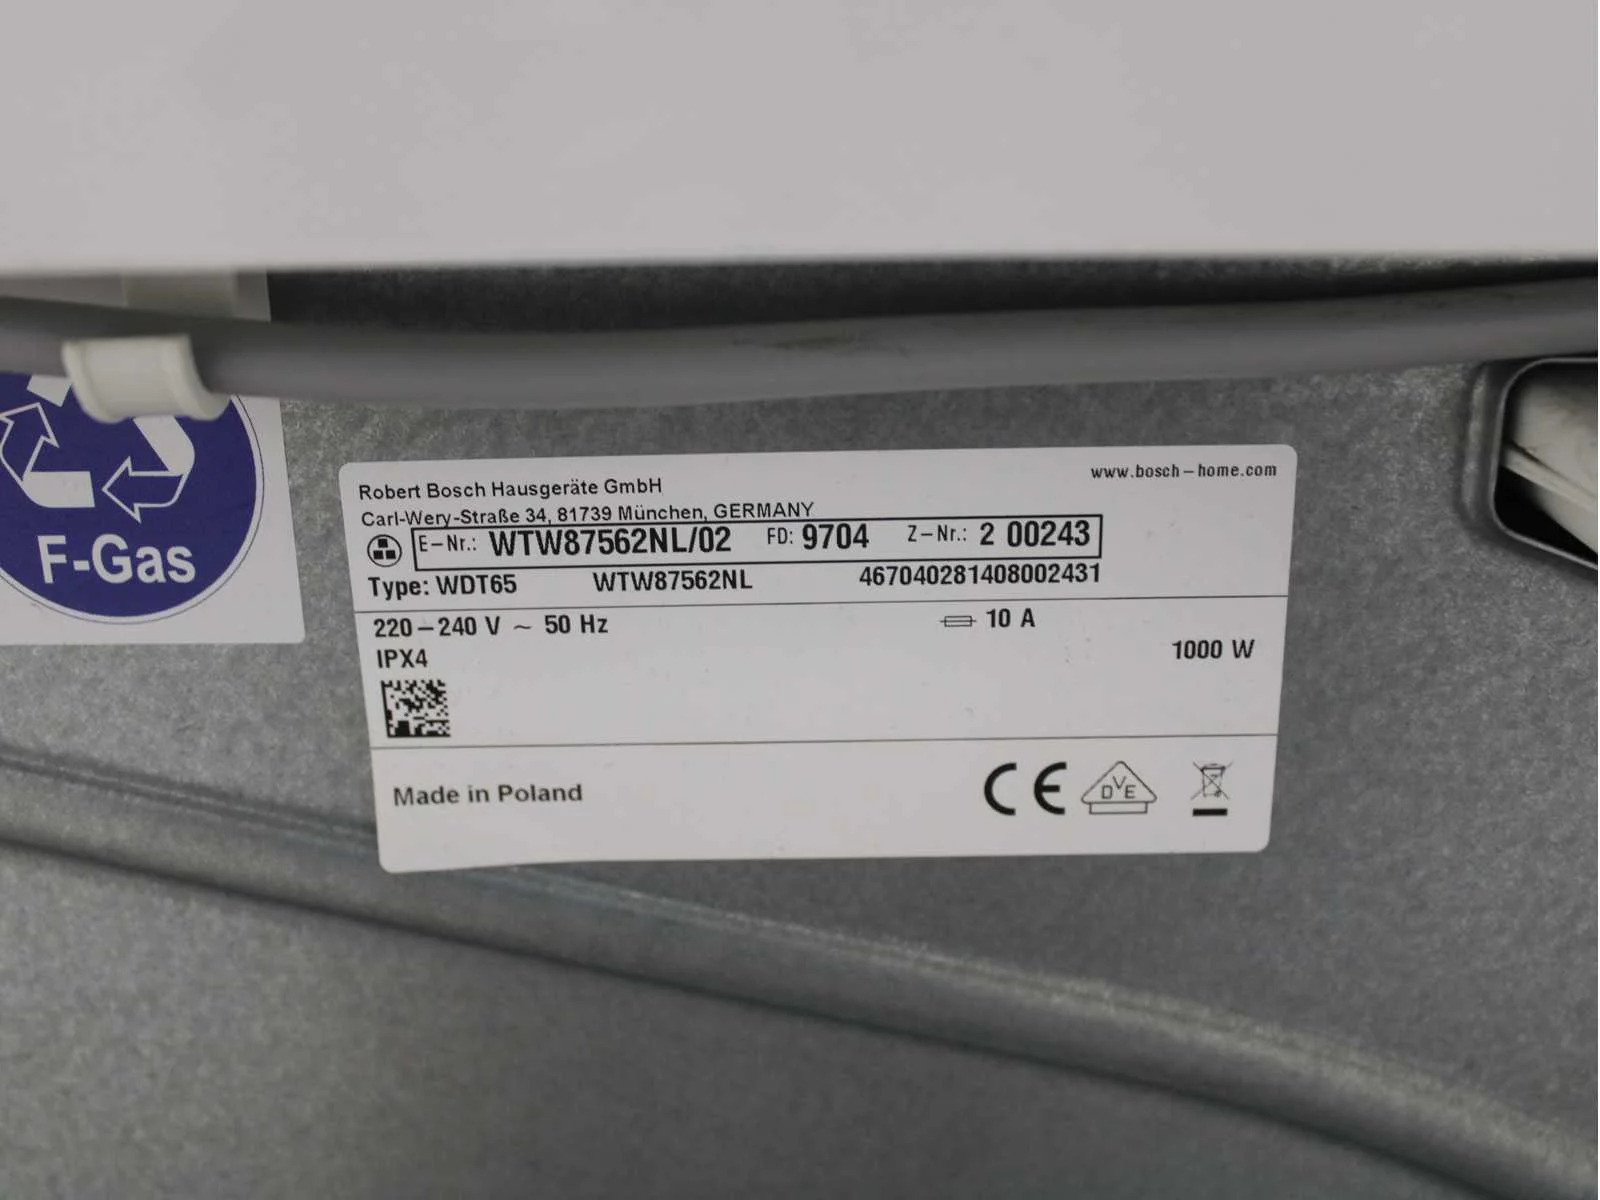 www.bosch-home.com
Robert Bosch Hausgeräte GmbH
Carl-Wery-Straße 34, 81739 München, GERMANY
E-Nr.: WTW87562NL/02 FD: 9704 Z-Nr.: 2 00243
Type: WDT65 WTW87562NL 467040281408002431
220-240 V ~ 50 Hz 10 A
IPX4 1000 W
Made in Poland CE DVE
F-Gas